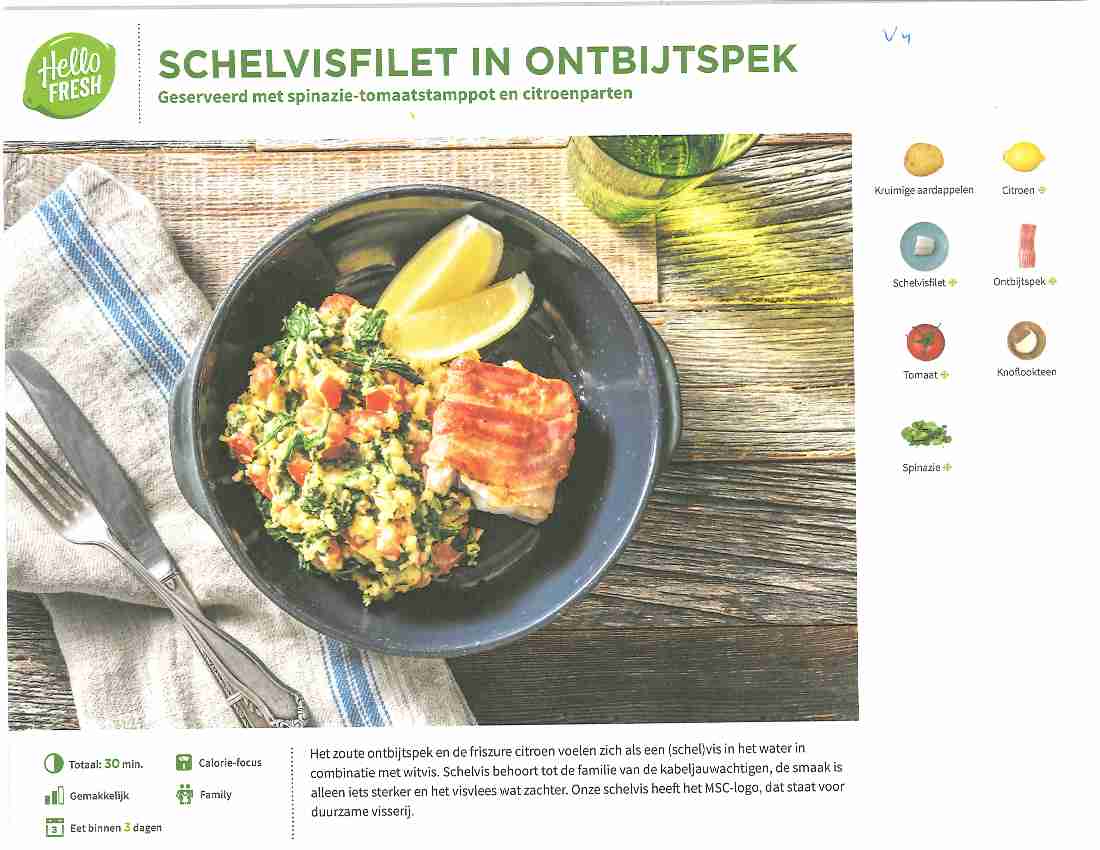 Hello
FRESH
SCHELVISFILET IN ONTBIJTSPEK
Geserveerd met spinazie-tomaatstamppot en citroenparten
V4
Kruimige aardappelen
Citroen
Schelvisfilet
Ontbijtspek
Tomaat
Knoflookteen
Spinazie
Totaal: 30 min.
Calorie-focus
Gemakkelijk
Family
3
Eet binnen 3 dagen
Het zoute ontbijtspek en de friszure citroen voelen zich als een (schel)vis in het water in
combinatie met witvis. Schelvis behoort tot de familie van de kabeljauwachtigen, de smaak is
alleen iets sterker en het visvlees wat zachter. Onze schelvis heeft het MSC-logo, dat staat voor
duurzame visserij.